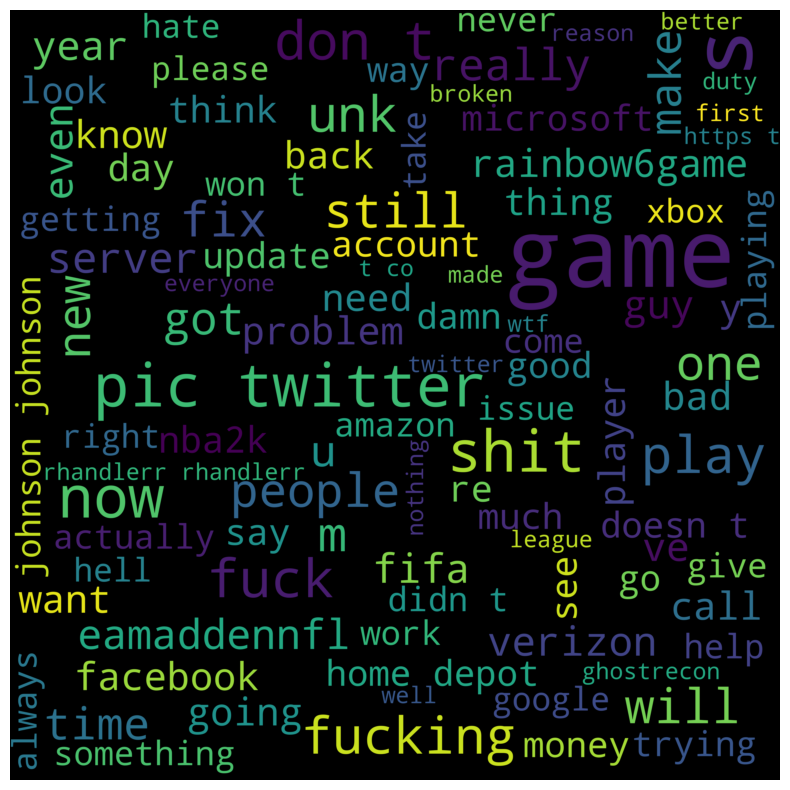 hate
don t
never
reason
better
S
year
please
way
really
make
look
think
broken
duty
first
even
know
unk
take
microsoft
https t
day
back
rainbow6game
won t
thing
xbox
playing
getting
fix
still
game
server
update
account
t co
made
everyone
new
need
guy
y
got
problem
damn
wtf
come
johnson johnson
pic twitter
twitter
good
one
bad
issue
player
right
nba2k
amazon
u
shit
play
rhandlerr rhandlerr
nothing
now
people
re
much
doesn t
actually
say
m
league
ve
hell
fuck
fifa
see
go
give
want
didn t
call
eamaddennfl
work
verizon
help
facebook
home depot
ghostrecon
always
time
going
well
google
will
something
fucking
money
trying